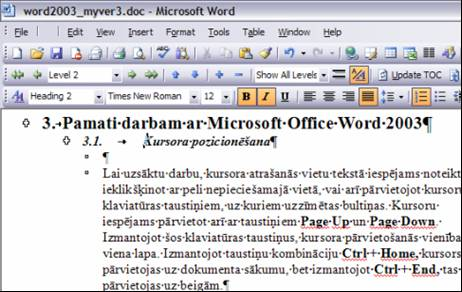 word2003_myver3.doc - Microsoft Word
File Edit View Insert Format Tools Table Window
Level 2 Show All Levels Update TOC
Heading 2 Times New Roman 12 B I U
3. Pamati darbam ar Microsoft Office Word 2003¶
3.1. Kursora pozicionēšana¶
¶
Lai uzsāktu darbu, kursora atrašanās vietu tekstā iespējams noteikt
ieklikšķinot ar peli nepieciešamajā vietā, vai arī pārvietojot kursoru
klaviatūras taustiņiem, uz kuriem uzzīmētas bultiņas. Kursoru
iespējams pārvietot arī ar taustiņiem Page Up un Page Down.
Izmantojot šos klaviatūras taustiņus, kursora pārvietošanās vienība
viena lapa. Izmantojot taustiņu kombināciju Ctrl + Home, kursors
pārvietojas uz dokumenta sākumu, bet izmantojot Ctrl + End, tas
pārvietojas uz beigām.¶